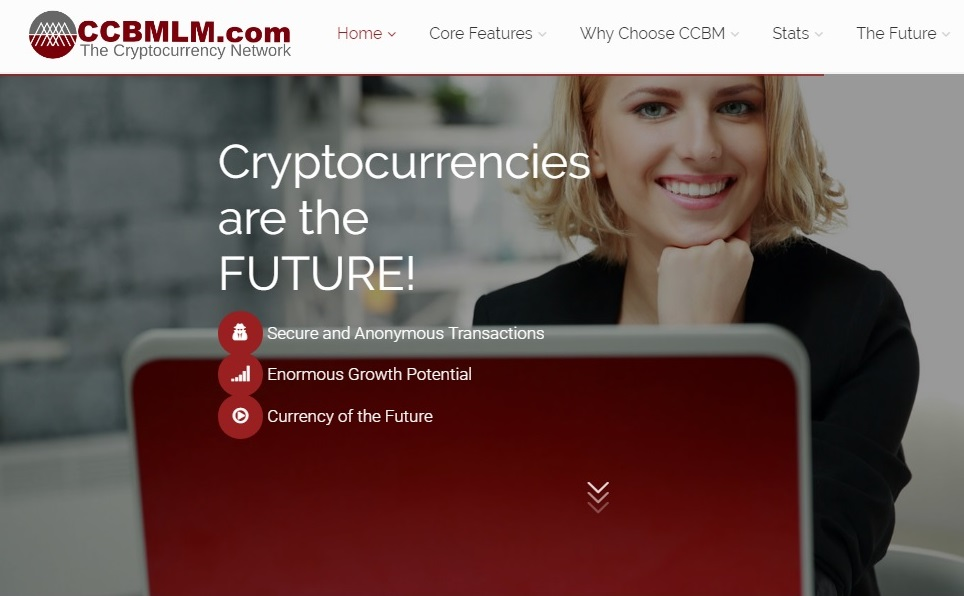 CCBMLM.com
The Cryptocurrency Network
Home
Core Features
Why Choose CCBM
Stats
The Future
Cryptocurrencies
are the
FUTURE!
Secure and Anonymous Transactions
Enormous Growth Potential
Currency of the Future